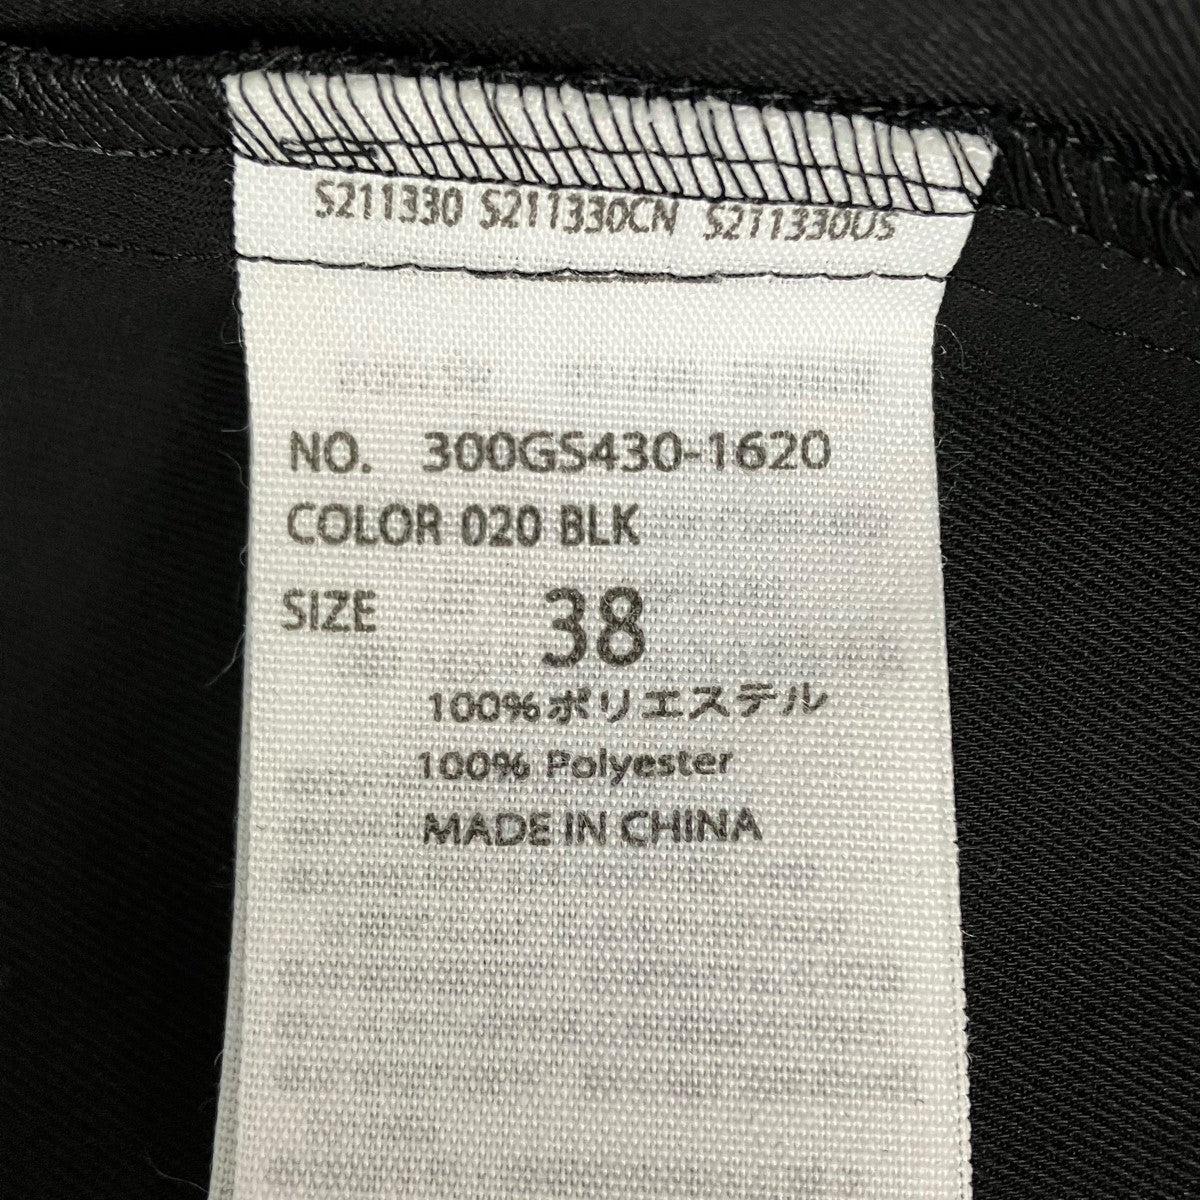 S211330 S211330CN S211330US
NO. 300GS430-1620
COLOR 020 BLK
SIZE 38
100%ポリエステル
100% Polyester
MADE IN CHINA